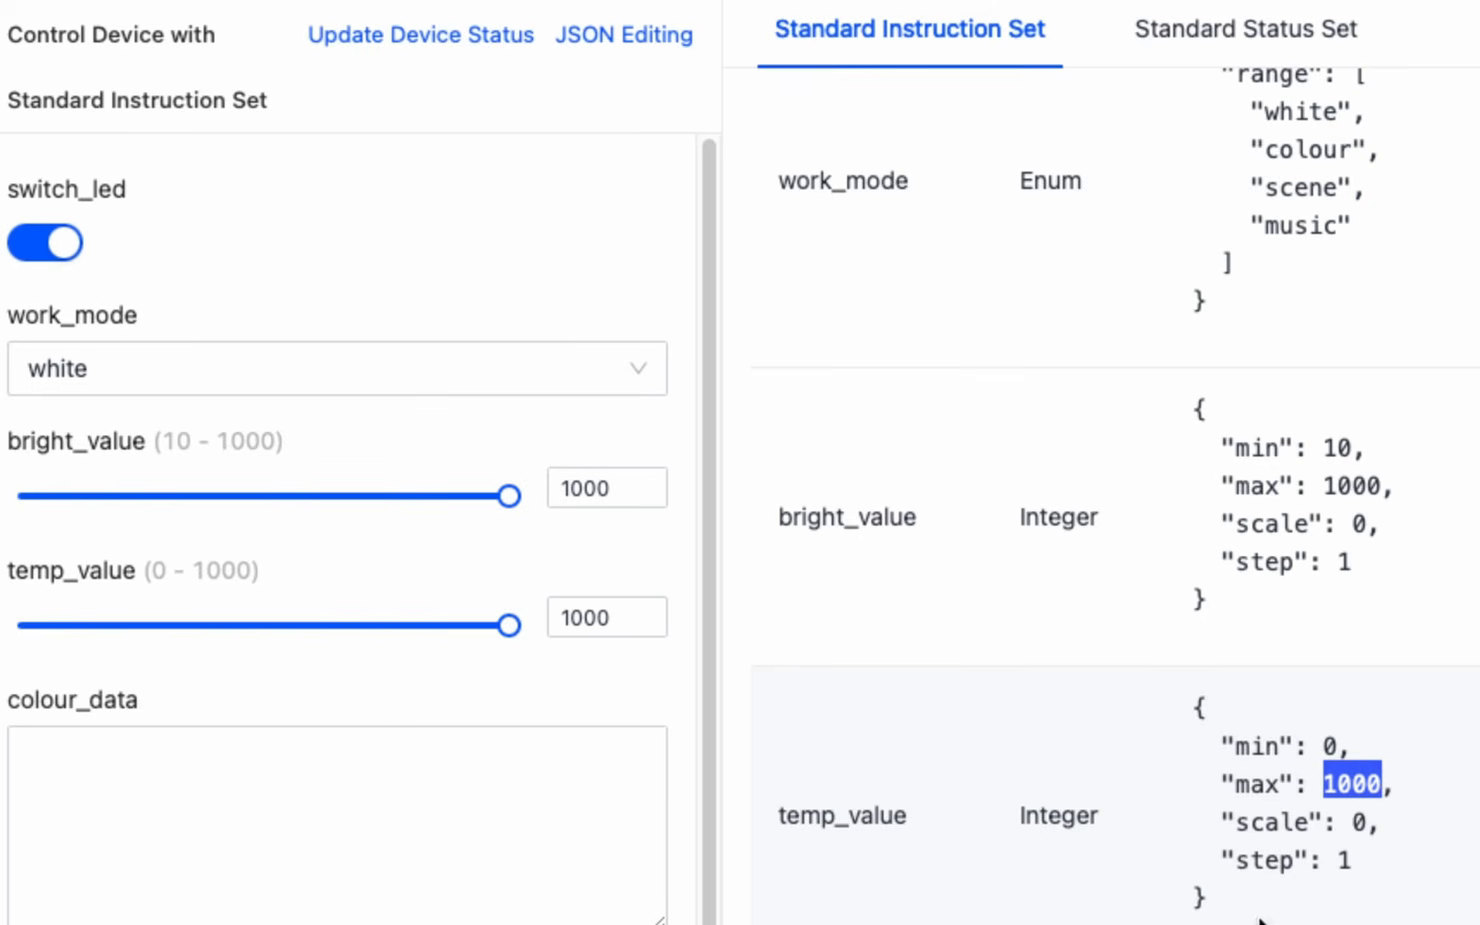 Control Device with Update Device Status JSON Editing
Standard Instruction Set
switch_led
work_mode
white
bright_value (10 - 1000)
1000
temp_value (0 - 1000)
1000
colour_data
Standard Instruction Set Standard Status Set
"range": [
"white",
"colour",
work_mode Enum "scene",
"music"
]
}
{
"min": 10,
"max": 1000,
bright_value Integer "scale": 0,
"step": 1
}
{
"min": 0,
"max": 1000,
temp_value Integer "scale": 0,
"step": 1
}